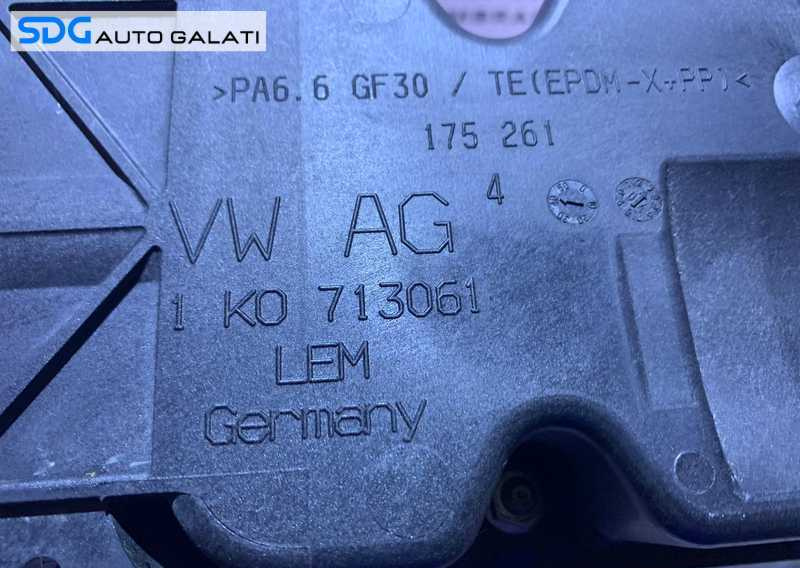 SDG AUTO GALATI
>PA6.6 GF30 / TE(EPDM-X+PP)<
175 261
VW AG 4
1 K0 713061
LEM
Germany